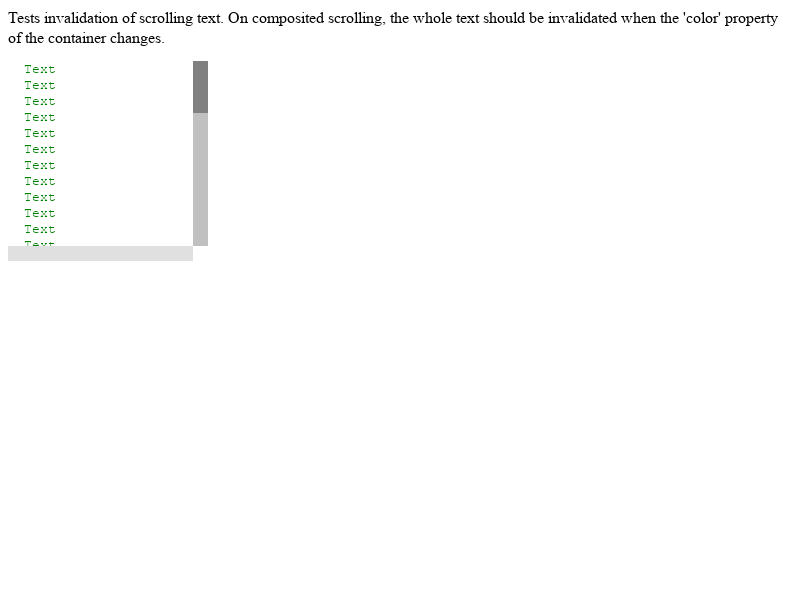 Tests invalidation of scrolling text. On composited scrolling, the whole text should be invalidated when the 'color' property
of the container changes.
Text
Text
Text
Text
Text
Text
Text
Text
Text
Text
Text
Text